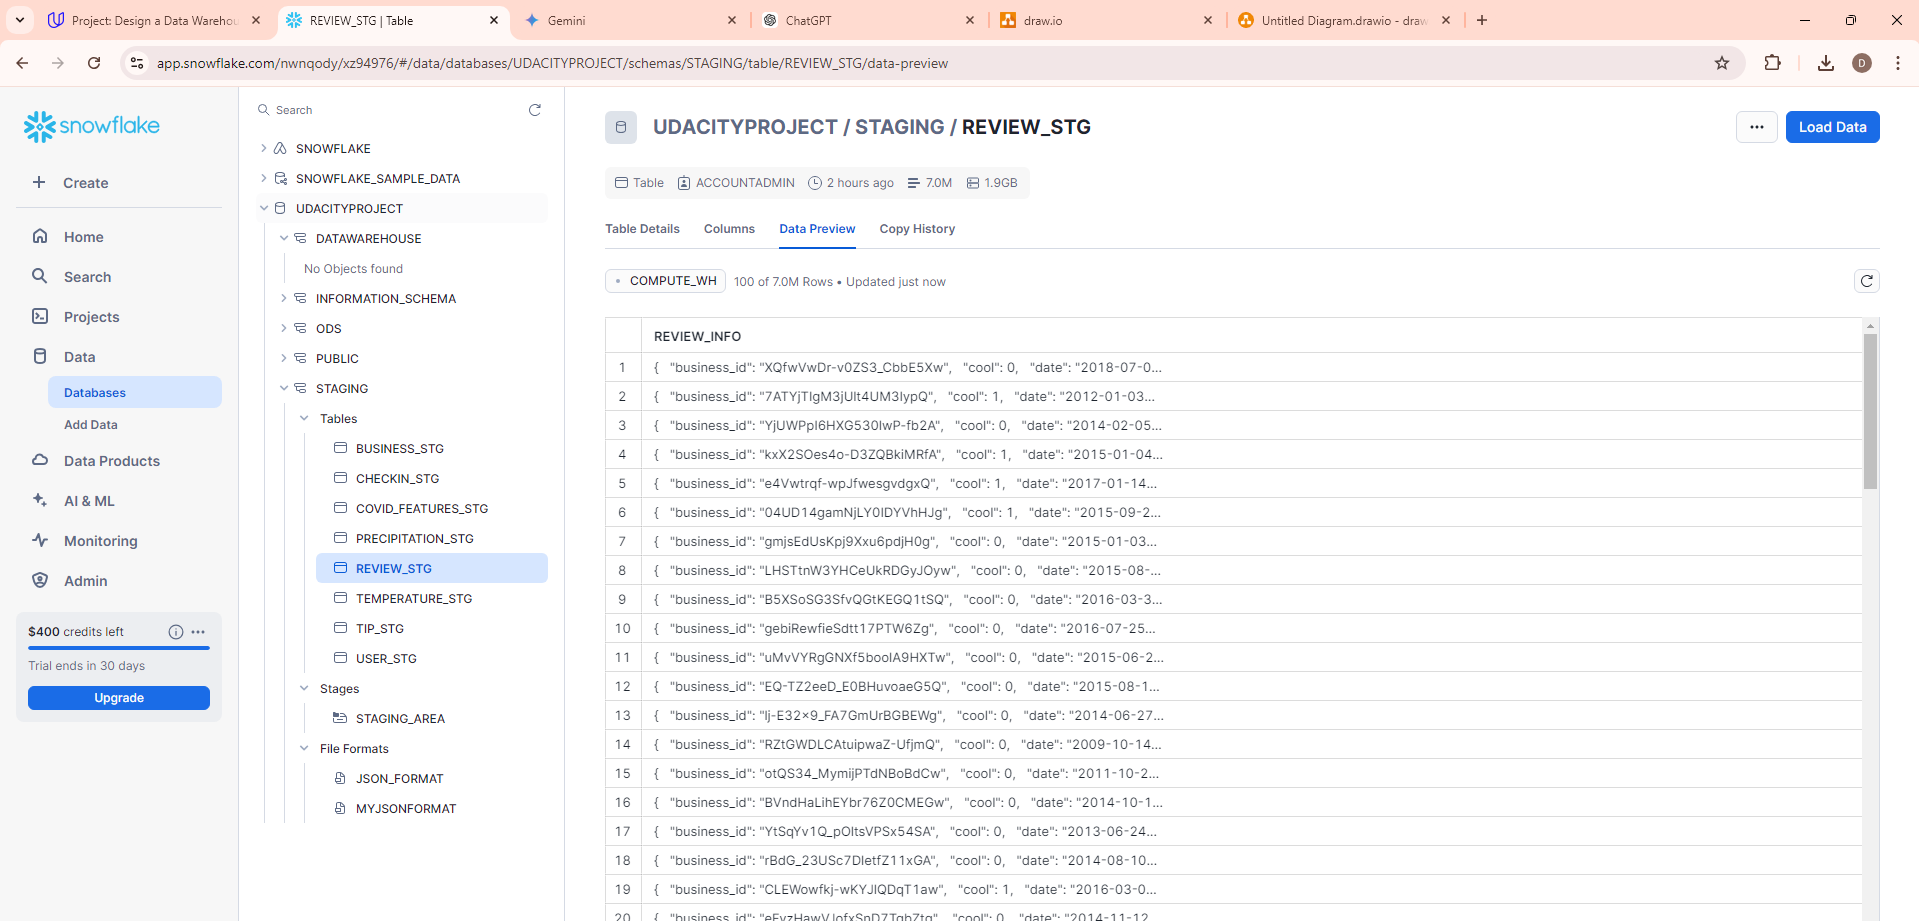 Project: Design a Data Warehou
REVIEW_STG | Table
Gemini
ChatGPT
draw.io
Untitled Diagram.drawio - draw
app.snowflake.com/nwnqody/xz94976/#/data/databases/UDACITYPROJECT/schemas/STAGING/table/REVIEW_STG/data-preview
D
snowflake
Create
Home
Search
Projects
Data
Databases
Add Data
Data Products
AI & ML
Monitoring
Admin
$400 credits left
Trial ends in 30 days
Upgrade
Search
SNOWFLAKE
SNOWFLAKE_SAMPLE_DATA
UDACITYPROJECT
DATAWAREHOUSE
No Objects found
INFORMATION_SCHEMA
ODS
PUBLIC
STAGING
Tables
BUSINESS_STG
CHECKIN_STG
COVID_FEATURES_STG
PRECIPITATION_STG
REVIEW_STG
TEMPERATURE_STG
TIP_STG
USER_STG
Stages
STAGING_AREA
File Formats
JSON_FORMAT
MYJSONFORMAT
UDACITYPROJECT / STAGING / REVIEW_STG
... Load Data
Table ACCOUNTADMIN 2 hours ago 7.0M 1.9GB
Table Details Columns Data Preview Copy History
COMPUTE_WH 100 of 7.0M Rows • Updated just now
REVIEW_INFO
1 { "business_id": "XQfwVwDr-v0ZS3_CbbE5Xw", "cool": 0, "date": "2018-07-0...
2 { "business_id": "7ATYjTIgM3jUlt4UM3IypQ", "cool": 1, "date": "2012-01-03...
3 { "business_id": "YjUWPpI6HXG530lwP-fb2A", "cool": 0, "date": "2014-02-05...
4 { "business_id": "kxX2SOes4o-D3ZQBkiMRfA", "cool": 1, "date": "2015-01-04...
5 { "business_id": "e4Vwtrqf-wpJfwesgvdgxQ", "cool": 1, "date": "2017-01-14...
6 { "business_id": "04UD14gamNjLY0IDYVhHJg", "cool": 1, "date": "2015-09-2...
7 { "business_id": "gmjsEdUsKpj9Xxu6pdjH0g", "cool": 0, "date": "2015-01-03...
8 { "business_id": "LHSTtnW3YHCeUkRDGyJOyw", "cool": 0, "date": "2015-08-...
9 { "business_id": "B5XSoSG3SfvQGtKEGQ1tSQ", "cool": 0, "date": "2016-03-3...
10 { "business_id": "gebiRewfieSdtt17PTW6Zg", "cool": 0, "date": "2016-07-25...
11 { "business_id": "uMvVYRgGNXf5boolA9HXTw", "cool": 0, "date": "2015-06-2...
12 { "business_id": "EQ-TZ2eeD_E0BHuvoaeG5Q", "cool": 0, "date": "2015-08-1...
13 { "business_id": "lj-E32x9_FA7GmUrBGBEWg", "cool": 0, "date": "2014-06-27...
14 { "business_id": "RZtGWDLCAtuipwaZ-UfjmQ", "cool": 0, "date": "2009-10-14...
15 { "business_id": "otQS34_MymijPTdNBoBdCw", "cool": 0, "date": "2011-10-2...
16 { "business_id": "BVndHaLihEYbr76Z0CMEGw", "cool": 0, "date": "2014-10-1...
17 { "business_id": "YtSqYv1Q_pOltsVPSx54SA", "cool": 0, "date": "2013-06-24...
18 { "business_id": "rBdG_23USc7DletfZ11xGA", "cool": 0, "date": "2014-08-10...
19 { "business_id": "CLEWowfkj-wKYJlQDqT1aw", "cool": 1, "date": "2016-03-0...
20 { "business_id": "cool": 0, "date": "2014-11-12...